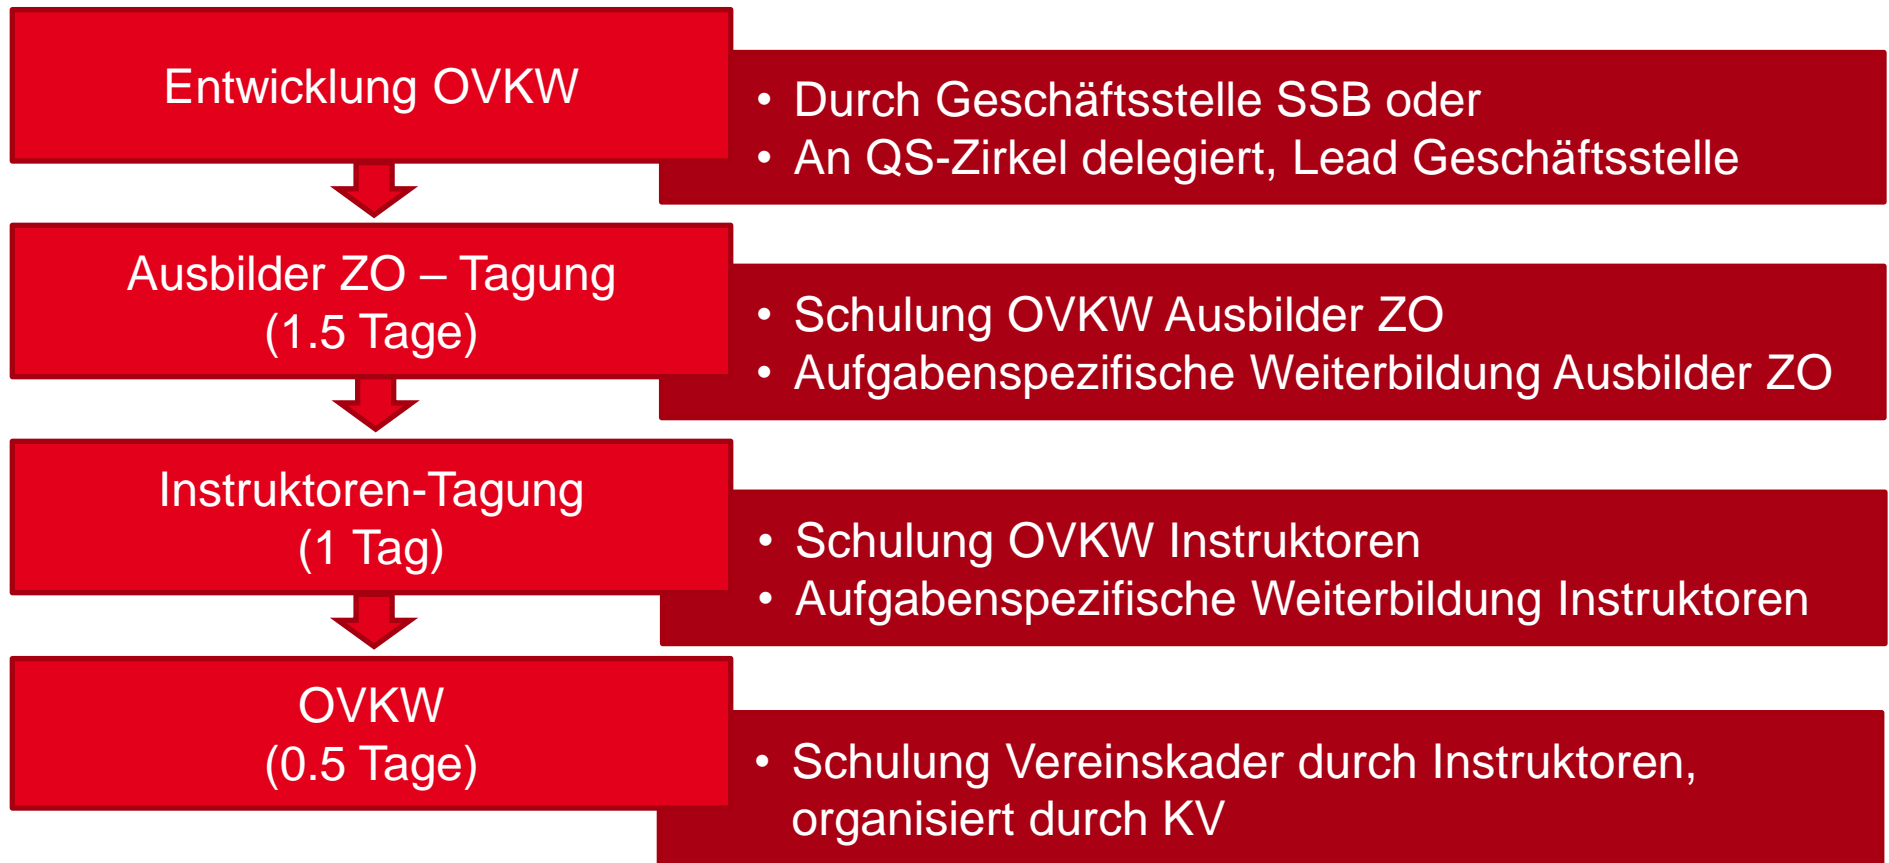 Entwicklung OVKW
• Durch Geschäftsstelle SSB oder
• An QS-Zirkel delegiert, Lead Geschäftsstelle
Ausbilder ZO – Tagung
(1.5 Tage)
• Schulung OVKW Ausbilder ZO
• Aufgabenspezifische Weiterbildung Ausbilder ZO
Instruktoren-Tagung
(1 Tag)
• Schulung OVKW Instruktoren
• Aufgabenspezifische Weiterbildung Instruktoren
OVKW
(0.5 Tage)
• Schulung Vereinskader durch Instruktoren,
organisiert durch KV